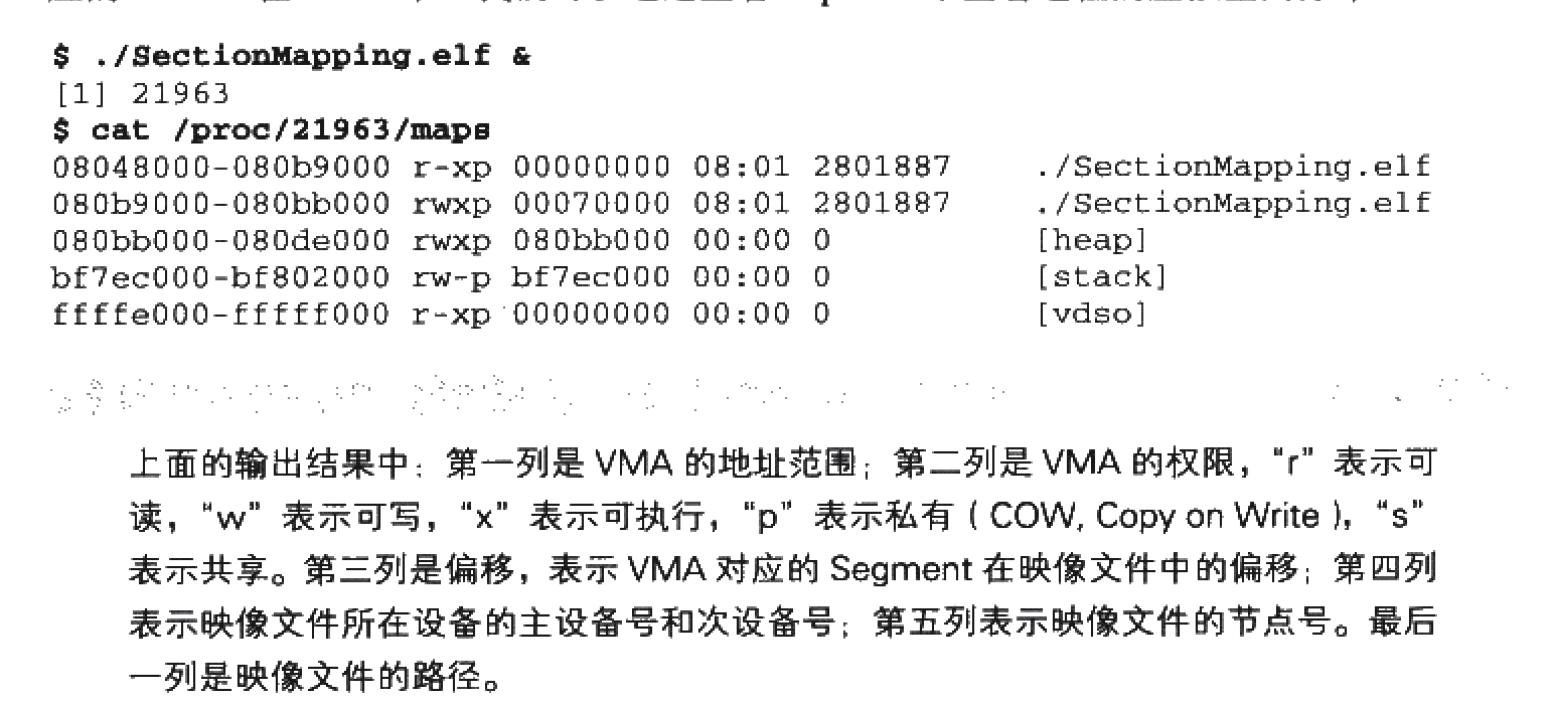 $ ./SectionMapping.elf &
[1] 21963
$ cat /proc/21963/maps
08048000-080b9000 r-xp 00000000 08:01 2801887 ./SectionMapping.elf
080b9000-080bb000 rwxp 00070000 08:01 2801887 ./SectionMapping.elf
080bb000-080de000 rwxp 080bb000 00:00 0 [heap]
bf7ec000-bf802000 rw-p bf7ec000 00:00 0 [stack]
ffffe000-fffff000 r-xp 00000000 00:00 0 [vdso]
上面的输出结果中：第一列是 VMA 的地址范围；第二列是 VMA 的权限，“r” 表示可
读，“w” 表示可写，“x” 表示可执行，“p” 表示私有（COW, Copy on Write），“s”
表示共享。第三列是偏移，表示 VMA 对应的 Segment 在映像文件中的偏移；第四列
表示映像文件所在设备的主设备号和次设备号；第五列表示映像文件的节点号。最后
一列是映像文件的路径。